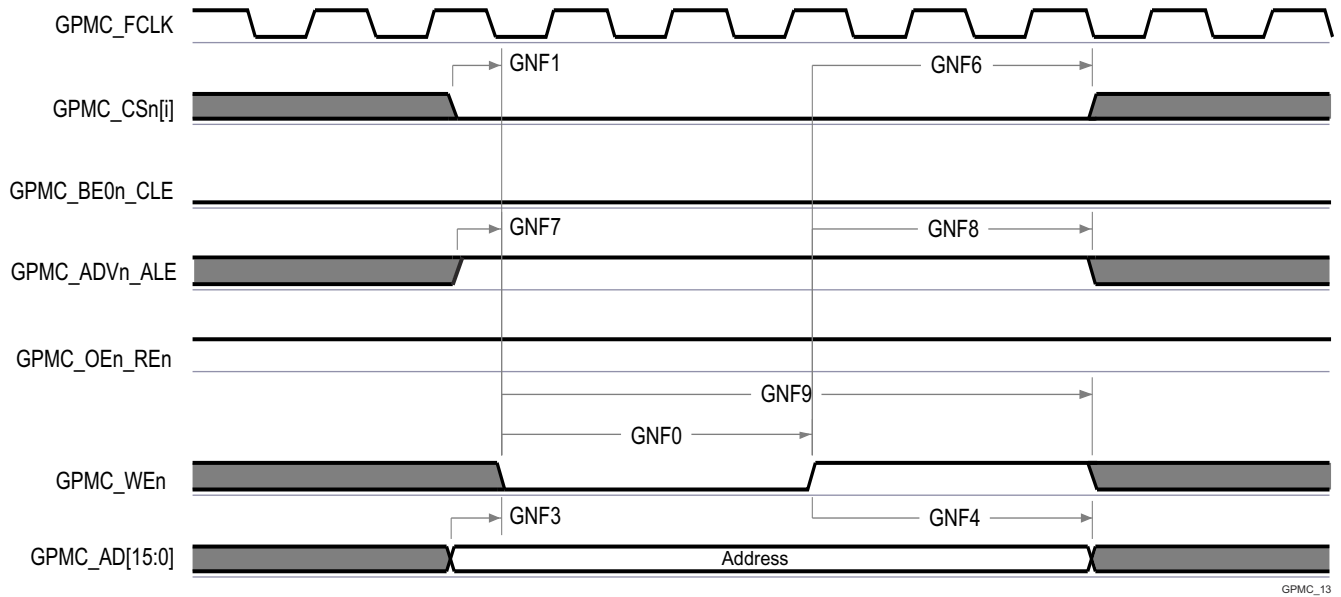 GPMC_FCLK
GNF1
GNF6
GPMC_CSn[i]
GPMC_BE0n_CLE
GNF7
GNF8
GPMC_ADVn_ALE
GPMC_OEn_REn
GNF9
GNF0
GPMC_WEn
GNF3
GNF4
GPMC_AD[15:0]
Address
GPMC_13